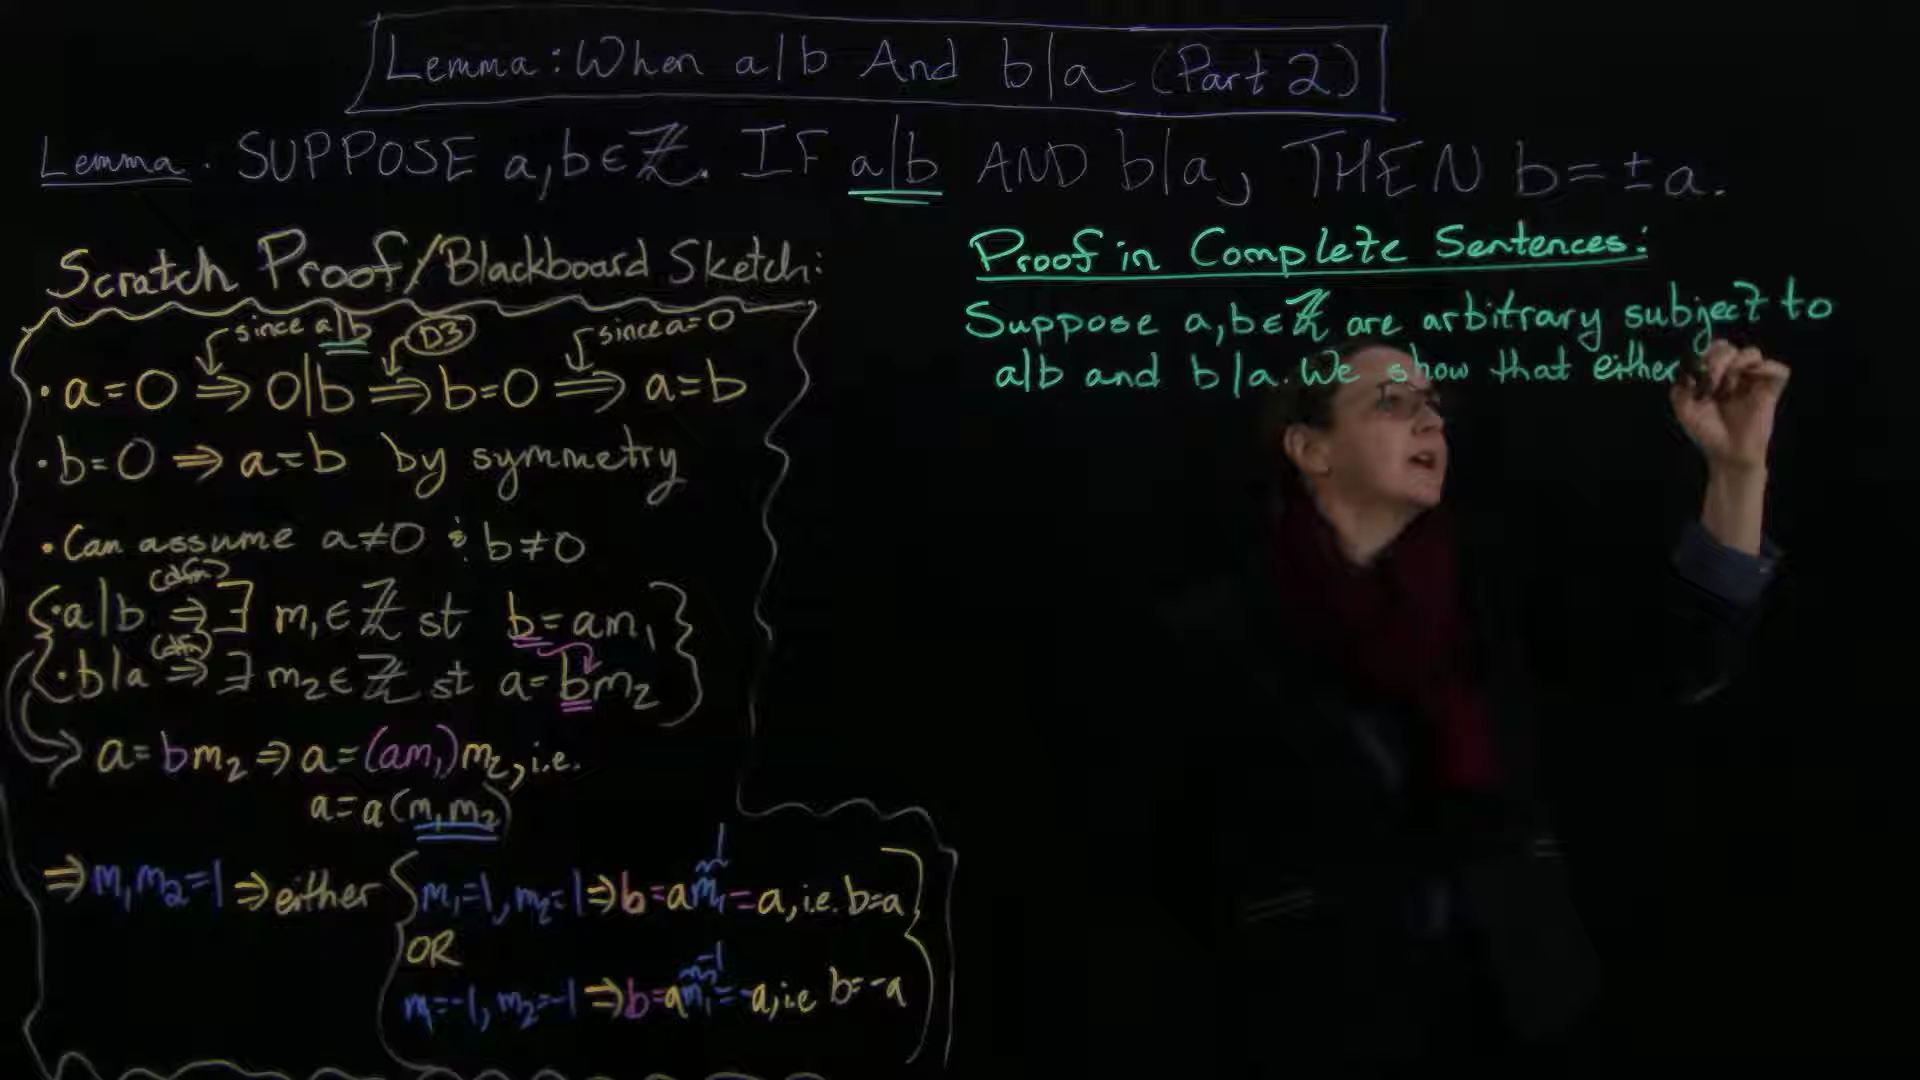 Lemma: When a|b And b|a (Part 2)
Lemma. SUPPOSE a,b∈ℤ. IF a|b AND b|a, THEN b=±a.
Scratch Proof/Blackboard Sketch:
since a|b D3 since a=0
• a=0 ⇒ 0|b ⇒ b=0 ⇒ a=b
• b=0 ⇒ a=b by symmetry
• Can assume a≠0 & b≠0
(dfn)
• a|b ⇒ ∃ m₁∈ℤ st b=am₁
(dfn)
• b|a ⇒ ∃ m₂∈ℤ st a=bm₂
a=bm₂ ⇒ a=(am₁)m₂, i.e.
a=a(m₁m₂)
⇒ m₁m₂=1 ⇒ either
1
m₁=1, m₂=1 ⇒ b=am₁=a, i.e. b=a
OR
-1
m₁=-1, m₂=-1 ⇒ b=am₁=-a, i.e b=-a
Proof in Complete Sentences:
Suppose a,b∈ℤ are arbitrary subject to
a|b and b|a. We show that either